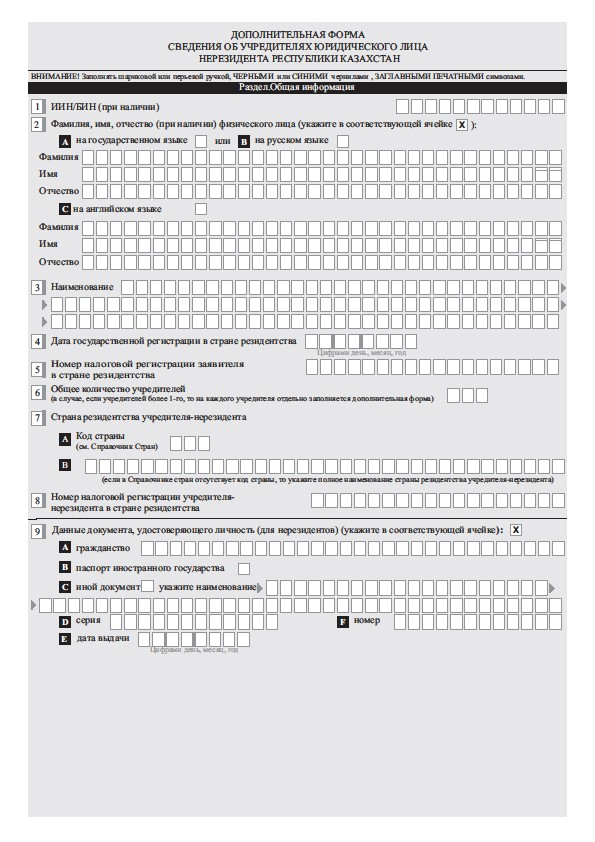 ДОПОЛНИТЕЛЬНАЯ ФОРМА
СВЕДЕНИЯ ОБ УЧРЕДИТЕЛЯХ ЮРИДИЧЕСКОГО ЛИЦА
НЕРЕЗИДЕНТА РЕСПУБЛИКИ КАЗАХСТАН
ВНИМАНИЕ! Заполнять шариковой или перьевой ручкой, ЧЕРНЫМИ или СИНИМИ чернилами , ЗАГЛАВНЫМИ ПЕЧАТНЫМИ символами.
Раздел.Общая информация
1 ИИН/БИН (при наличии)
2 Фамилия, имя, отчество (при наличии) физического лица (укажите в соответствующей ячейке X ):
A на государственном языке или B на русском языке
Фамилия
Имя
Отчество
C на английском языке
Фамилия
Имя
Отчество
3 Наименование
4 Дата государственной регистрации в стране резидентства
Цифрами день, месяц, год
5 Номер налоговой регистрации заявителя
в стране резидентства
6 Общее количество учредителей
(в случае, если учредителей более 1-го, то на каждого учредителя отдельно заполняется дополнительная форма)
7 Страна резидентства учредителя-нерезидента
A Код страны
(см. Справочник Стран)
B
(если в Справочнике стран отсутствует код страны, то укажите полное наименование страны резидентства учредителя-нерезидента)
8 Номер налоговой регистрации учредителя-
нерезидента в стране резидентства
9 Данные документа, удостоверяющего личность (для нерезидентов) (укажите в соответствующей ячейке): X
A гражданство
B паспорт иностранного государства
C иной документ укажите наименование
D серия F номер
E дата выдачи
Цифрами день, месяц, год